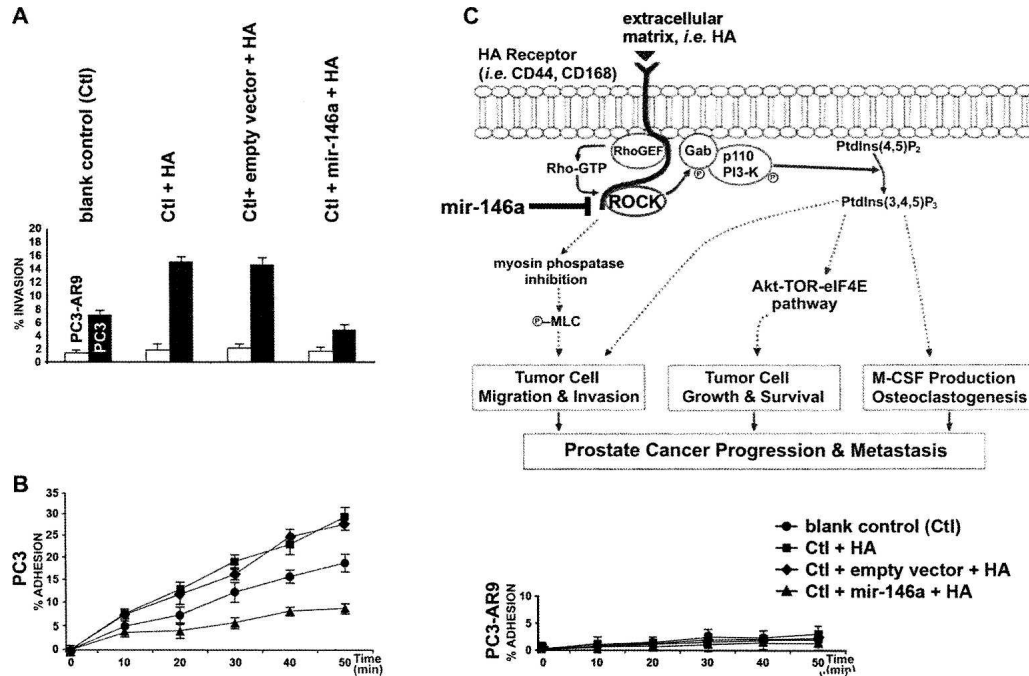 A
blank control (Ctl)
Ctl + HA
Ctl+ empty vector + HA
Ctl + mir-146a + HA
% INVASION
20
18
16
14
12
10
8
6
4
2
0
PC3-AR9
PC3
B
PC3
% ADHESION
35
30
25
20
15
10
5
0
0 10 20 30 40 50 Time
(min)
C
extracellular
matrix, i.e. HA
HA Receptor
(i.e. CD44, CD168)
RhoGEF
Rho-GTP
Gab
P
p110
PI3-K
P
PtdIns(4,5)P2
mir-146a
ROCK
PtdIns(3,4,5)P3
myosin phospatase
inhibition
P–MLC
Akt-TOR-eIF4E
pathway
Tumor Cell
Migration & Invasion
Tumor Cell
Growth & Survival
M-CSF Production
Osteoclastogenesis
Prostate Cancer Progression & Metastasis
blank control (Ctl)
Ctl + HA
Ctl + empty vector + HA
Ctl + mir-146a + HA
PC3-AR9
% ADHESION
10
5
0
0 10 20 30 40 50 Time
(min)